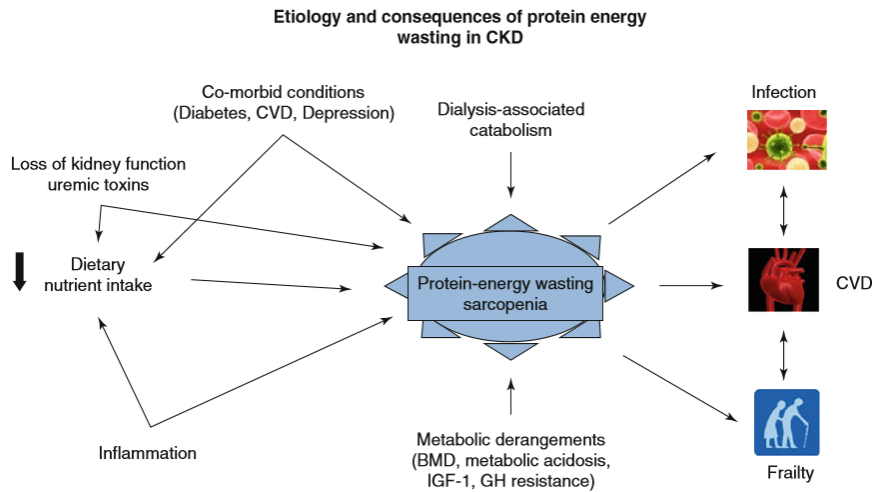 Etiology and consequences of protein energy
wasting in CKD
Co-morbid conditions
(Diabetes, CVD, Depression)
Dialysis-associated
catabolism
Infection
Loss of kidney function
uremic toxins
Dietary
nutrient intake
Protein-energy wasting
sarcopenia
CVD
Inflammation
Metabolic derangements
(BMD, metabolic acidosis,
IGF-1, GH resistance)
Frailty